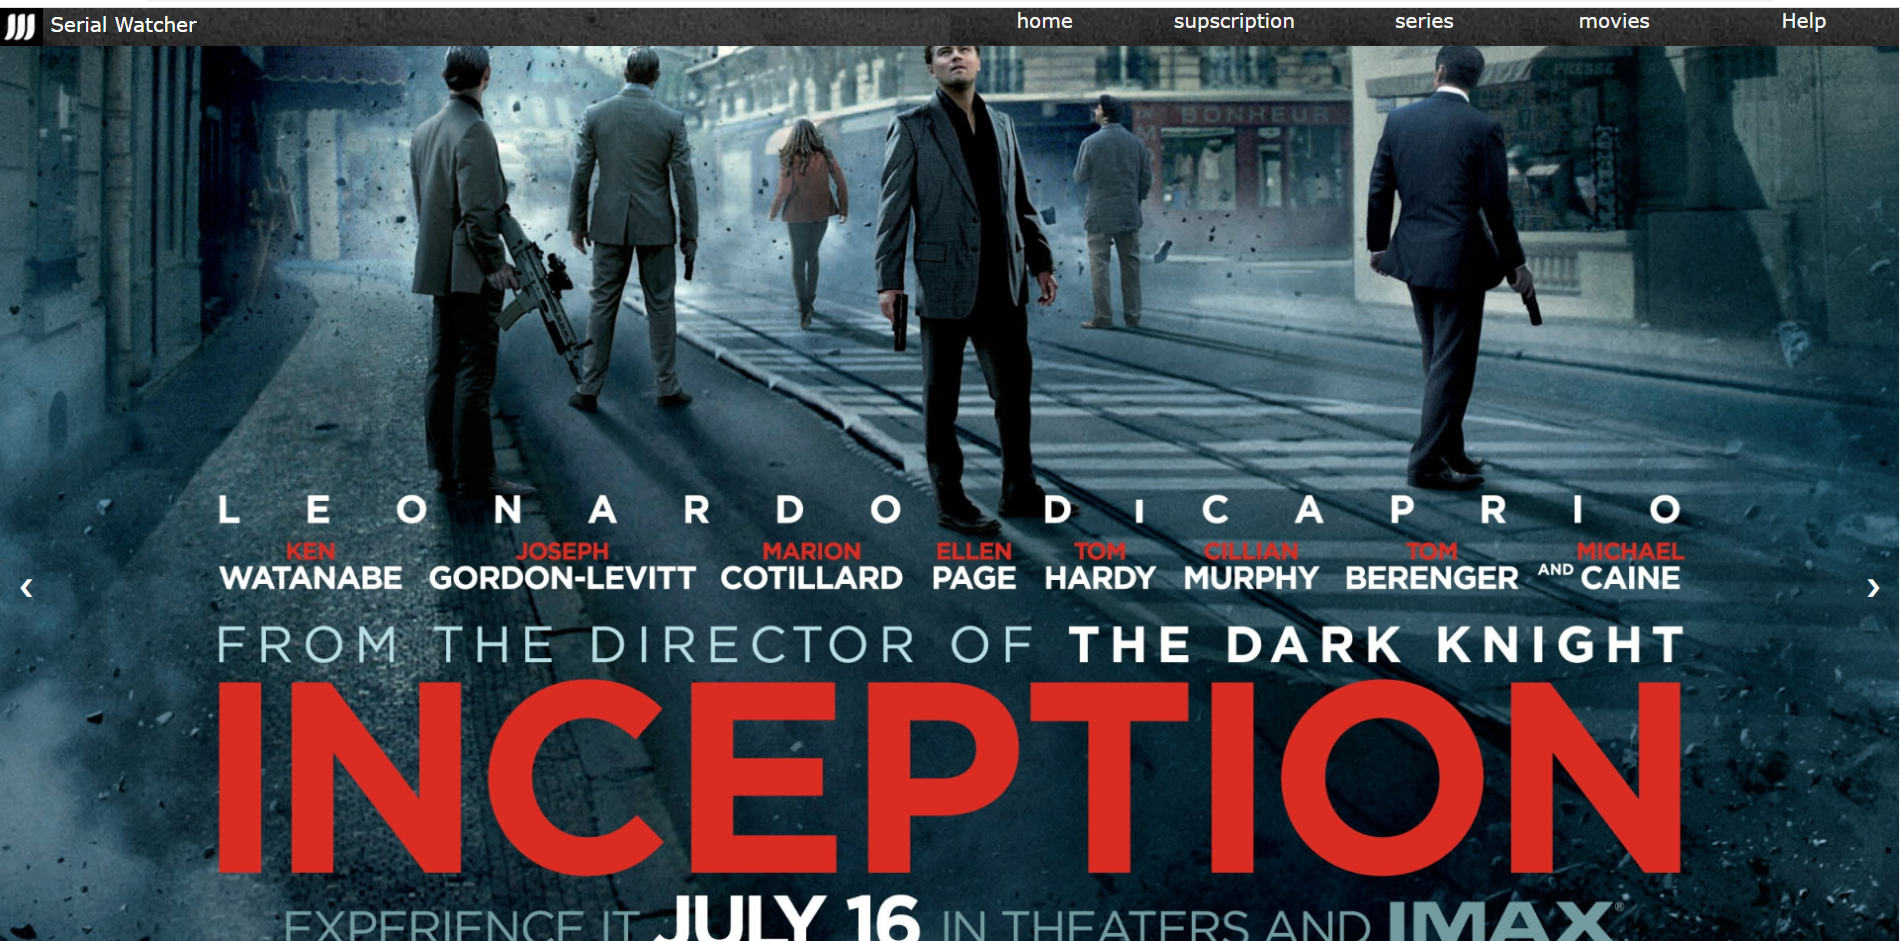 Serial Watcher home supscription series movies Help
PRESSE
BONHEUR
LEONARDO DiCAPRIO
KEN JOSEPH MARION ELLEN TOM CILLIAN TOM MICHAEL
WATANABE GORDON-LEVITT COTILLARD PAGE HARDY MURPHY BERENGER AND CAINE
‹ ›
FROM THE DIRECTOR OF THE DARK KNIGHT
INCEPTION
EXPERIENCE IT JULY 16 IN THEATERS AND IMAX®